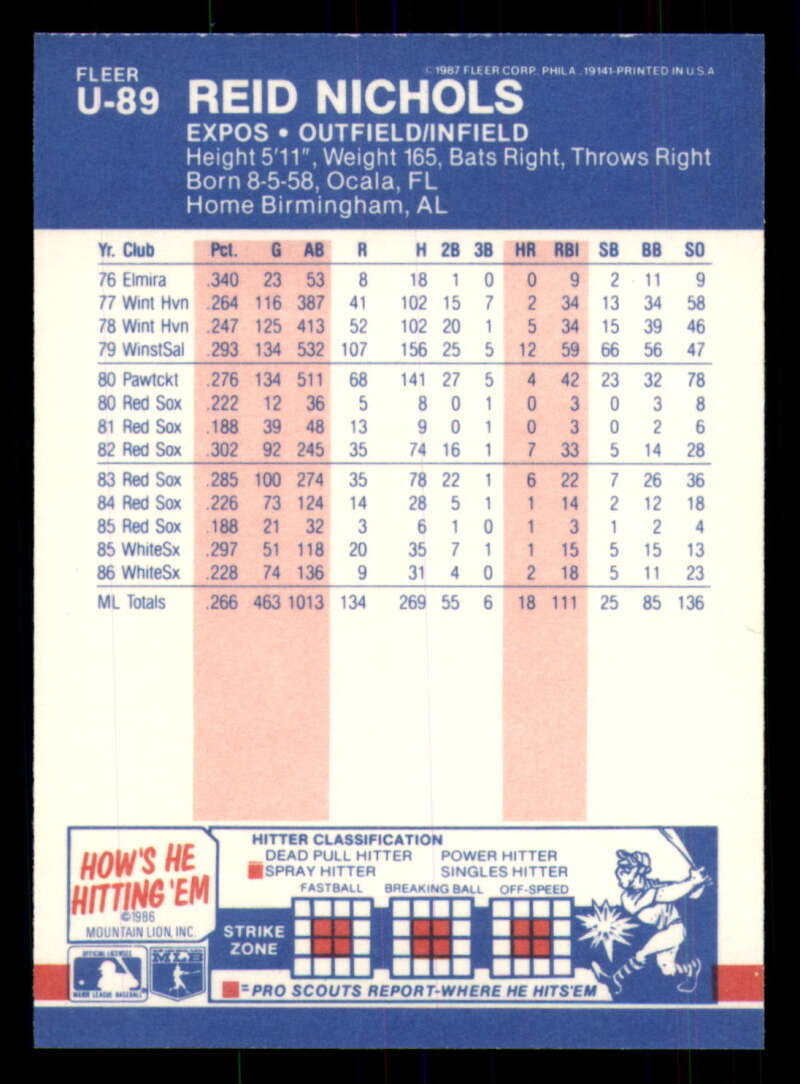 FLEER
U-89
© 1987 FLEER CORP. PHILA. 19141-PRINTED IN U.S.A
REID NICHOLS
EXPOS • OUTFIELD/INFIELD
Height 5'11", Weight 165, Bats Right, Throws Right
Born 8-5-58, Ocala, FL
Home Birmingham, AL
Yr. Club Pct. G AB R H 2B 3B HR RBI SB BB SO
76 Elmira .340 23 53 8 18 1 0 0 9 2 11 9
77 Wint Hvn .264 116 387 41 102 15 7 2 34 13 34 58
78 Wint Hvn .247 125 413 52 102 20 1 5 34 15 39 46
79 WinstSal .293 134 532 107 156 25 5 12 59 66 56 47
80 Pawtckt .276 134 511 68 141 27 5 4 42 23 32 78
80 Red Sox .222 12 36 5 8 0 1 0 3 0 3 8
81 Red Sox .188 39 48 13 9 0 1 0 3 0 2 6
82 Red Sox .302 92 245 35 74 16 1 7 33 5 14 28
83 Red Sox .285 100 274 35 78 22 1 6 22 7 26 36
84 Red Sox .226 73 124 14 28 5 1 1 14 2 12 18
85 Red Sox .188 21 32 3 6 1 0 1 3 1 2 4
85 WhiteSx .297 51 118 20 35 7 1 1 15 5 15 13
86 WhiteSx .228 74 136 9 31 4 0 2 18 5 11 23
ML Totals .266 463 1013 134 269 55 6 18 111 25 85 136
HOW'S HE
HITTING 'EM
©1986
MOUNTAIN LION, INC.
OFFICIAL LICENSEE
MAJOR LEAGUE BASEBALL
MLB
HITTER CLASSIFICATION
DEAD PULL HITTER POWER HITTER
SPRAY HITTER SINGLES HITTER
FASTBALL BREAKING BALL OFF-SPEED
STRIKE
ZONE
= PRO SCOUTS REPORT-WHERE HE HITS'EM